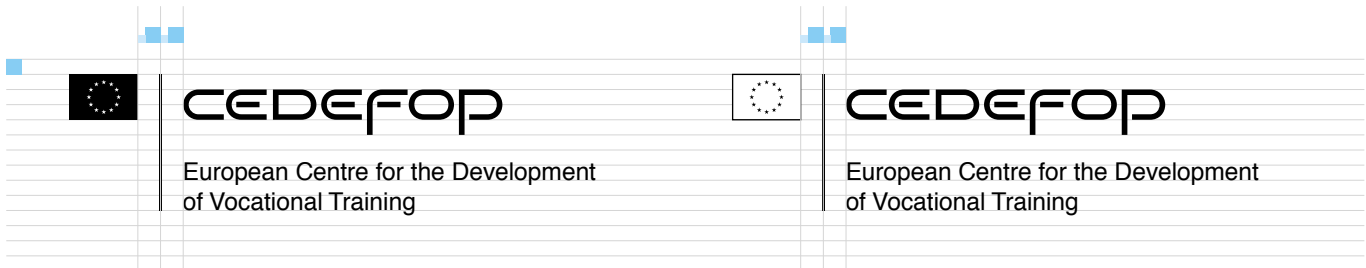 CEDEFOP
European Centre for the Development
of Vocational Training
CEDEFOP
European Centre for the Development
of Vocational Training